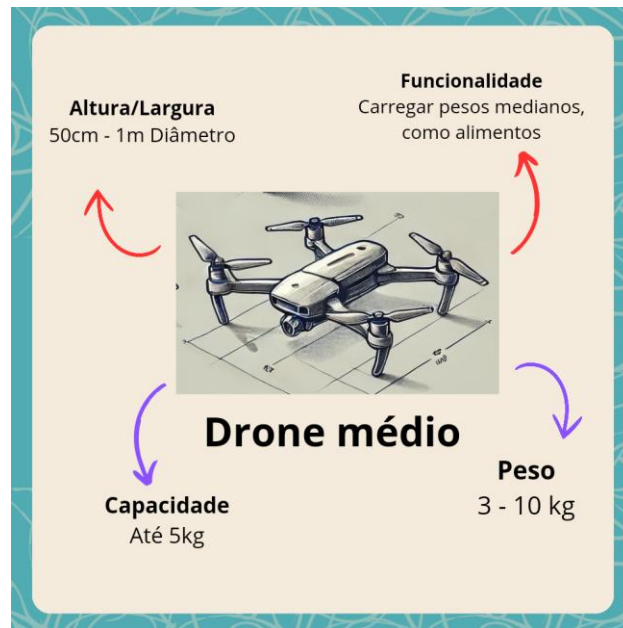 Altura/Largura
50cm - 1m Diâmetro
Funcionalidade
Carregar pesos medianos,
como alimentos
Drone médio
Capacidade
Até 5kg
Peso
3 - 10 kg